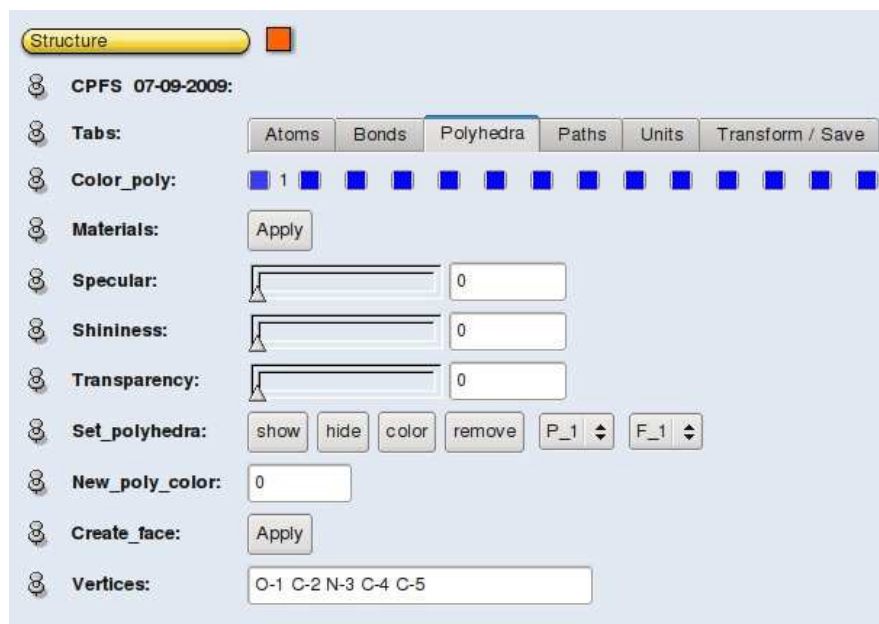 Structure
CPFS 07-09-2009:
Tabs: Atoms Bonds Polyhedra Paths Units Transform / Save
Color_poly: 1
Materials: Apply
Specular: 0
Shininess: 0
Transparency: 0
Set_polyhedra: show hide color remove P_1 F_1
New_poly_color: 0
Create_face: Apply
Vertices: O-1 C-2 N-3 C-4 C-5